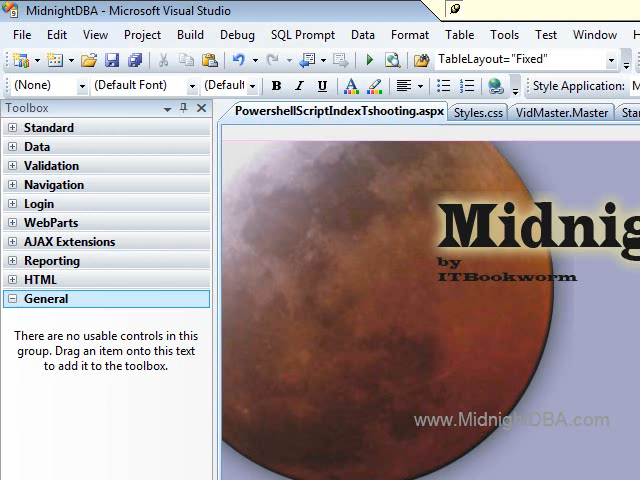 MidnightDBA - Microsoft Visual Studio
File Edit View Project Build Debug SQL Prompt Data Format Table Tools Test Window
TableLayout="Fixed"
(None) (Default Font) (Default B I U A Style Application:
Toolbox
PowershellScriptIndexTshooting.aspx Styles.css VidMaster.Master
Standard
Data
Validation
Navigation
Login
WebParts
AJAX Extensions
Reporting
HTML
General
There are no usable controls in this
group. Drag an item onto this text
to add it to the toolbox.
Midnig
by
ITBookworm
www.MidnightDBA.com